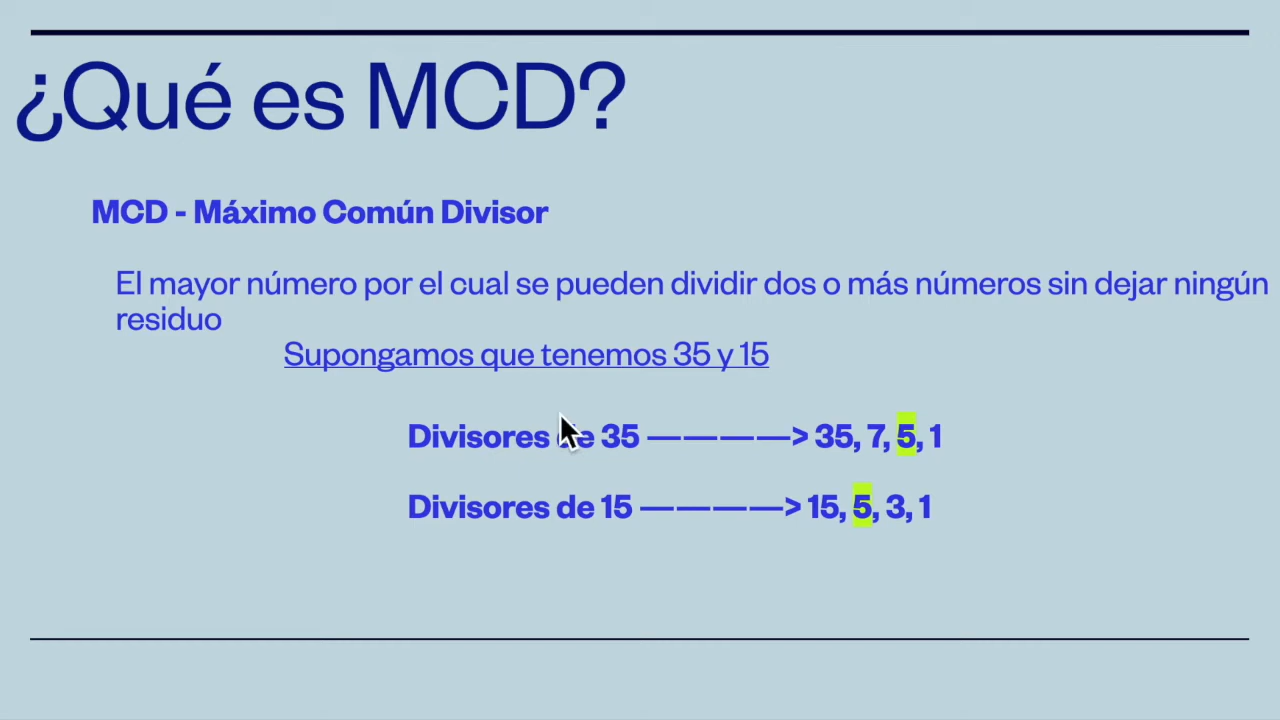 ¿Qué es MCD?
MCD - Máximo Común Divisor
El mayor número por el cual se pueden dividir dos o más números sin dejar ningún
residuo
Supongamos que tenemos 35 y 15
Divisores de 35 ————> 35, 7, 5, 1
Divisores de 15 ————> 15, 5, 3, 1